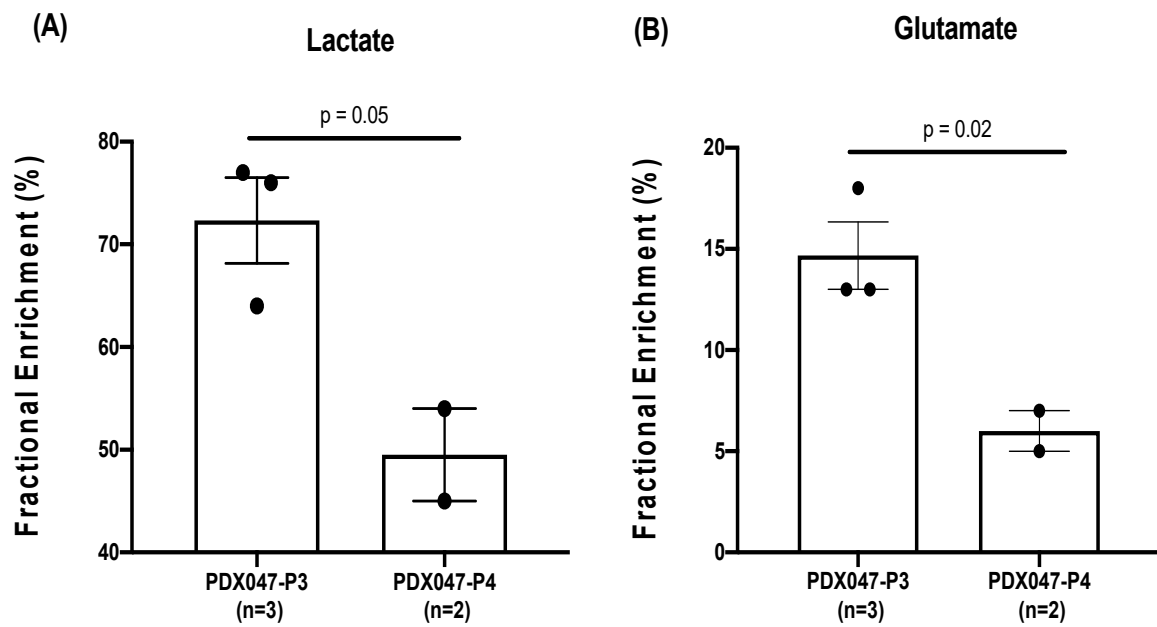 (A)
Lactate
p = 0.05
Fractional Enrichment (%)
80
70
60
50
40
PDX047-P3
(n=3)
PDX047-P4
(n=2)
(B)
Glutamate
p = 0.02
Fractional Enrichment (%)
20
15
10
5
0
PDX047-P3
(n=3)
PDX047-P4
(n=2)